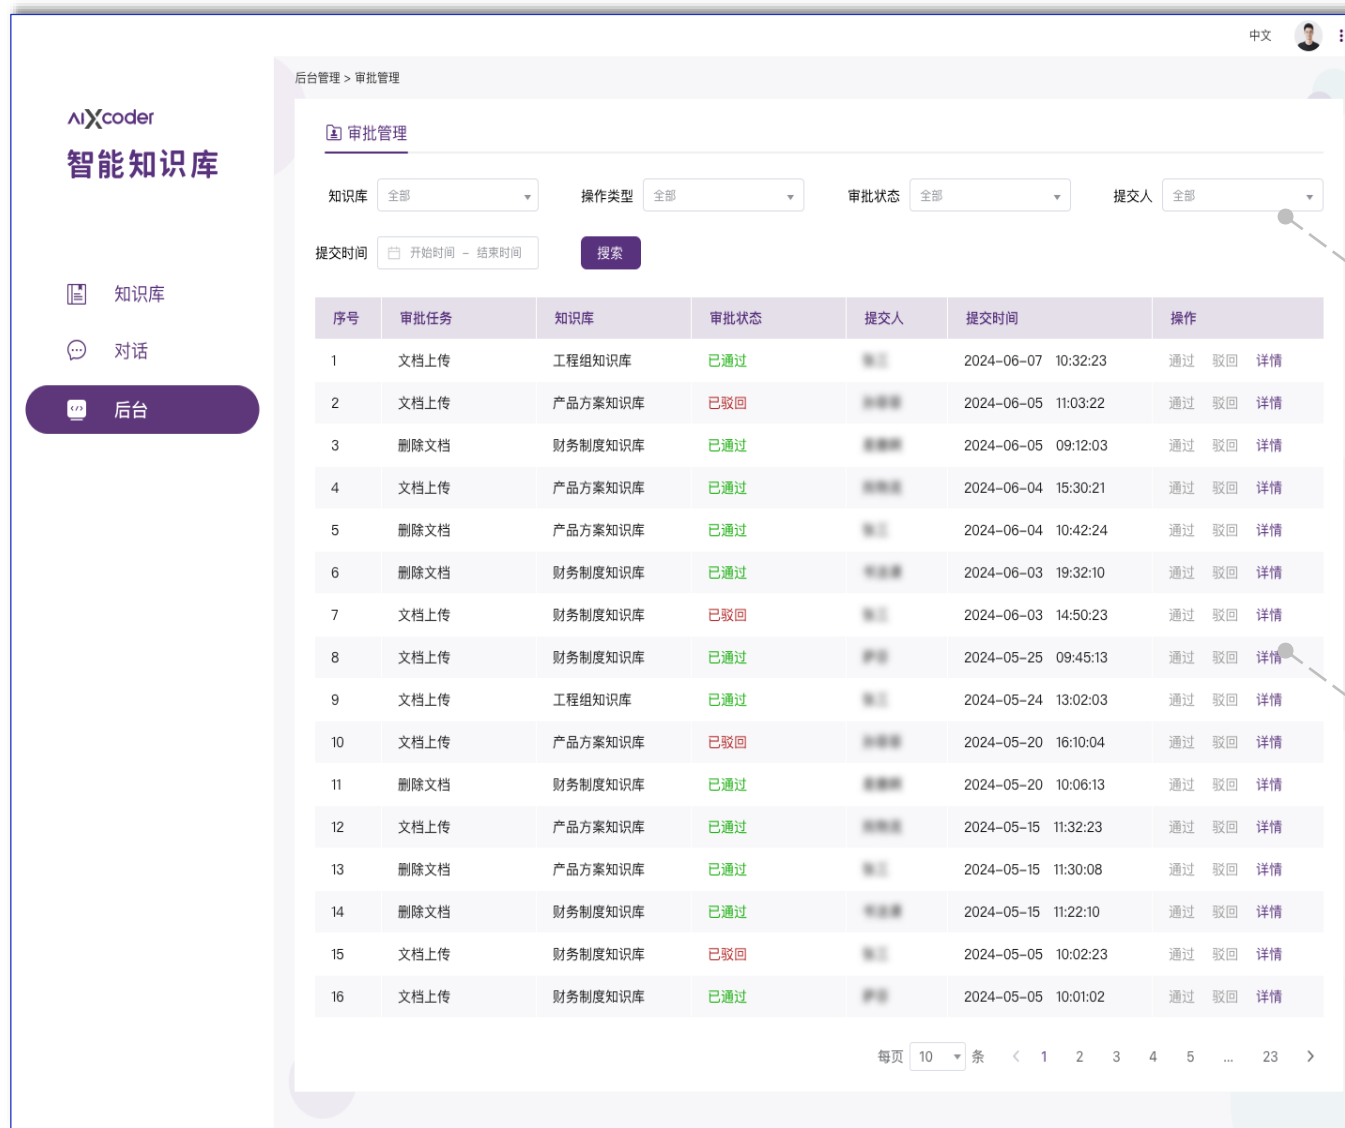 中文
后台管理 > 审批管理
aiXcoder
智能知识库
知识库
对话
后台
审批管理
知识库 全部 操作类型 全部 审批状态 全部 提交人 全部
提交时间 开始时间 – 结束时间 搜索
序号 审批任务 知识库 审批状态 提交人 提交时间 操作
1 文档上传 工程组知识库 已通过 2024–06–07 10:32:23 通过 驳回 详情
2 文档上传 产品方案知识库 已驳回 2024–06–05 11:03:22 通过 驳回 详情
3 删除文档 财务制度知识库 已通过 2024–06–05 09:12:03 通过 驳回 详情
4 文档上传 产品方案知识库 已通过 2024–06–04 15:30:21 通过 驳回 详情
5 删除文档 产品方案知识库 已通过 2024–06–04 10:42:24 通过 驳回 详情
6 删除文档 财务制度知识库 已通过 2024–06–03 19:32:10 通过 驳回 详情
7 文档上传 财务制度知识库 已驳回 2024–06–03 14:50:23 通过 驳回 详情
8 文档上传 财务制度知识库 已通过 2024–05–25 09:45:13 通过 驳回 详情
9 文档上传 工程组知识库 已通过 2024–05–24 13:02:03 通过 驳回 详情
10 文档上传 产品方案知识库 已驳回 2024–05–20 16:10:04 通过 驳回 详情
11 删除文档 财务制度知识库 已通过 2024–05–20 10:06:13 通过 驳回 详情
12 文档上传 产品方案知识库 已通过 2024–05–15 11:32:23 通过 驳回 详情
13 删除文档 产品方案知识库 已通过 2024–05–15 11:30:08 通过 驳回 详情
14 删除文档 财务制度知识库 已通过 2024–05–15 11:22:10 通过 驳回 详情
15 文档上传 财务制度知识库 已驳回 2024–05–05 10:02:23 通过 驳回 详情
16 文档上传 财务制度知识库 已通过 2024–05–05 10:01:02 通过 驳回 详情
每页 10 条 < 1 2 3 4 5 ... 23 >